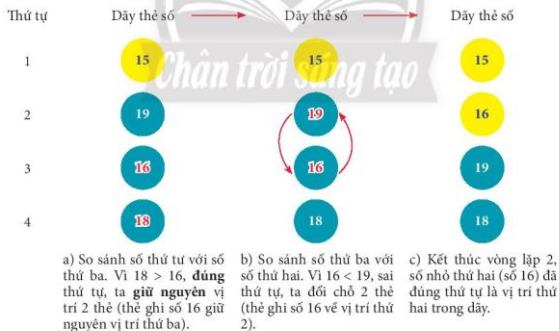 Thứ tự Dãy thẻ số Dãy thẻ số Dãy thẻ số
Chân trời sáng tạo
1 15 15 15
2 19 19 16
3 16 16 19
4 18 18 18
a) So sánh số thứ tư với số
thứ ba. Vì 18 > 16, đúng
thứ tự, ta giữ nguyên vị
trí 2 thẻ (thẻ ghi số 16 giữ
nguyên vị trí thứ ba).
b) So sánh số thứ ba với
số thứ hai. Vì 16 < 19, sai
thứ tự, ta đổi chỗ 2 thẻ
(thẻ ghi số 16 về vị trí thứ
2).
c) Kết thúc vòng lặp 2,
số nhỏ thứ hai (số 16) đã
đúng thứ tự là vị trí thứ
hai trong dãy.